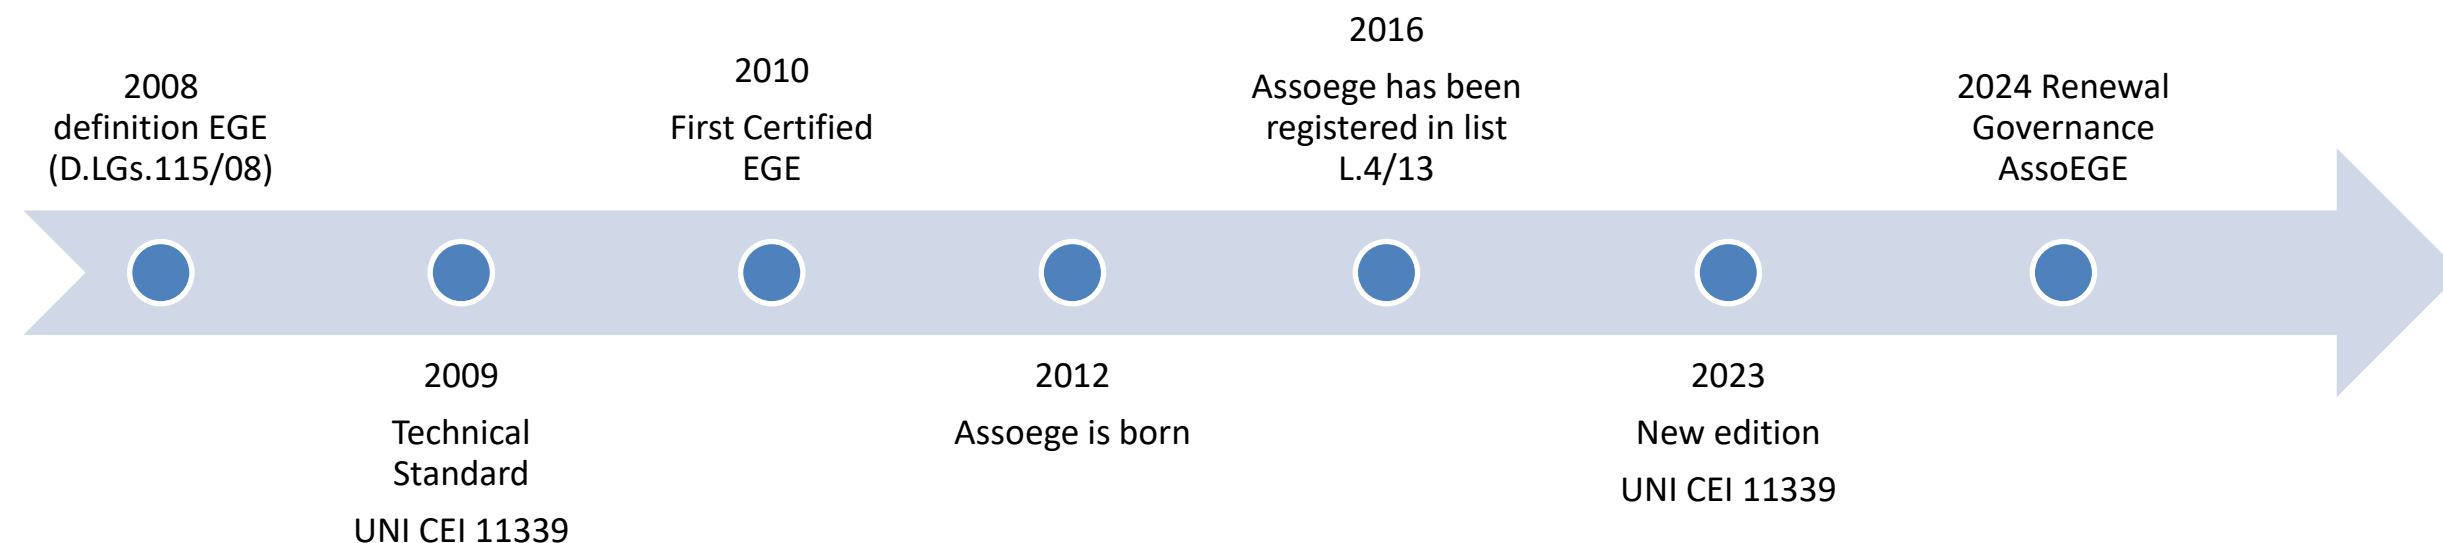 2008
definition EGE
(D.LGs.115/08)
2009
Technical
Standard
UNI CEI 11339
2010
First Certified
EGE
2012
Assoege is born
2016
Assoege has been
registered in list
L.4/13
2023
New edition
UNI CEI 11339
2024 Renewal
Governance
AssoEGE